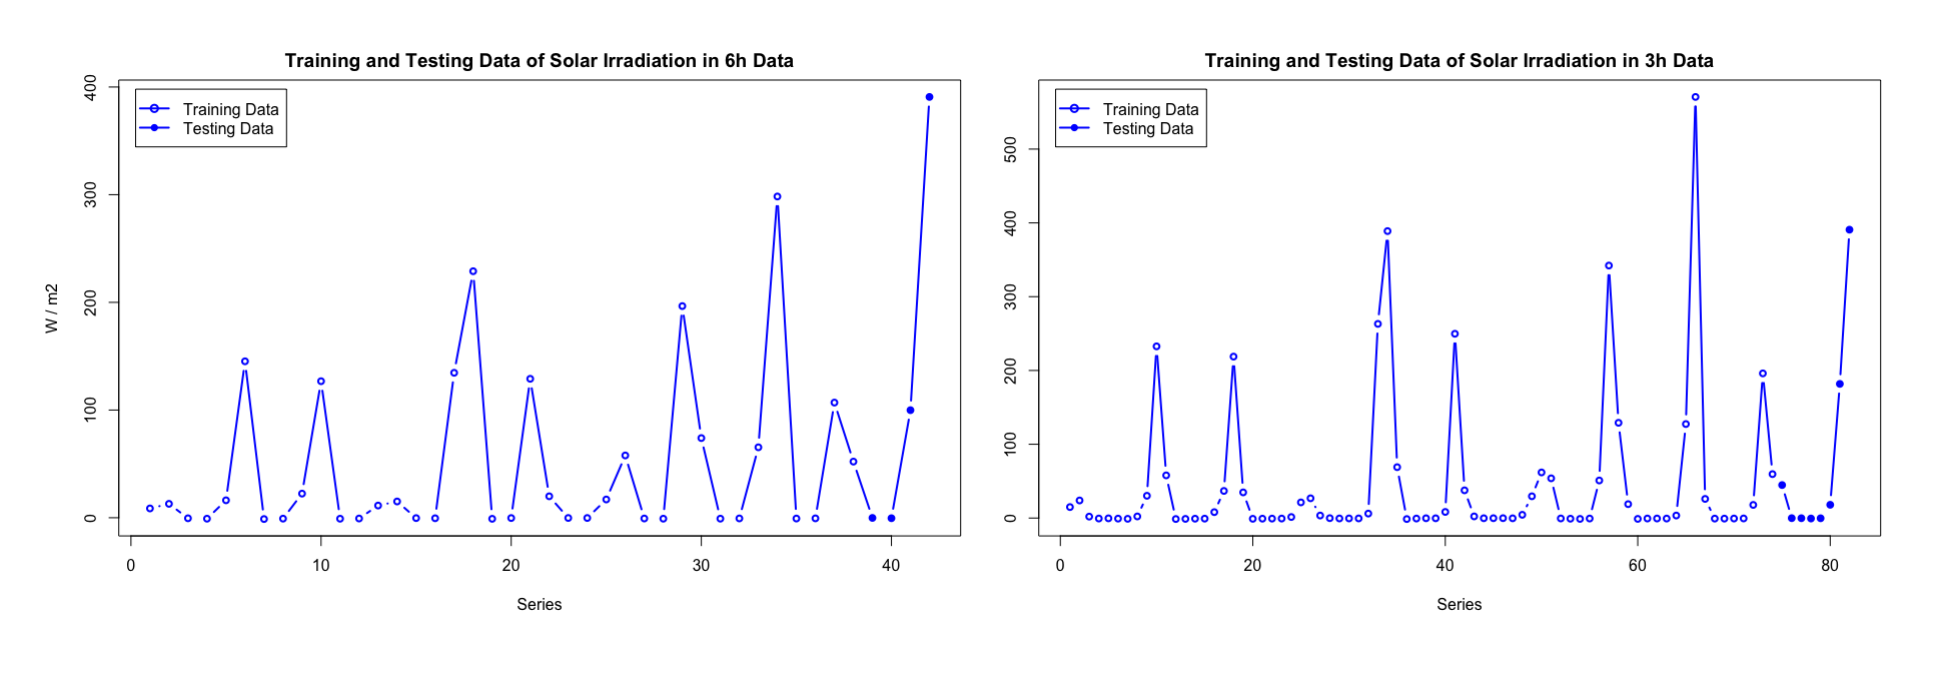 Training and Testing Data of Solar Irradiation in 6h Data
Training Data
Testing Data
W / m2
400
300
200
100
0
0 10 20 30 40
Series
Training and Testing Data of Solar Irradiation in 3h Data
Training Data
Testing Data
500
400
300
200
100
0
0 20 40 60 80
Series